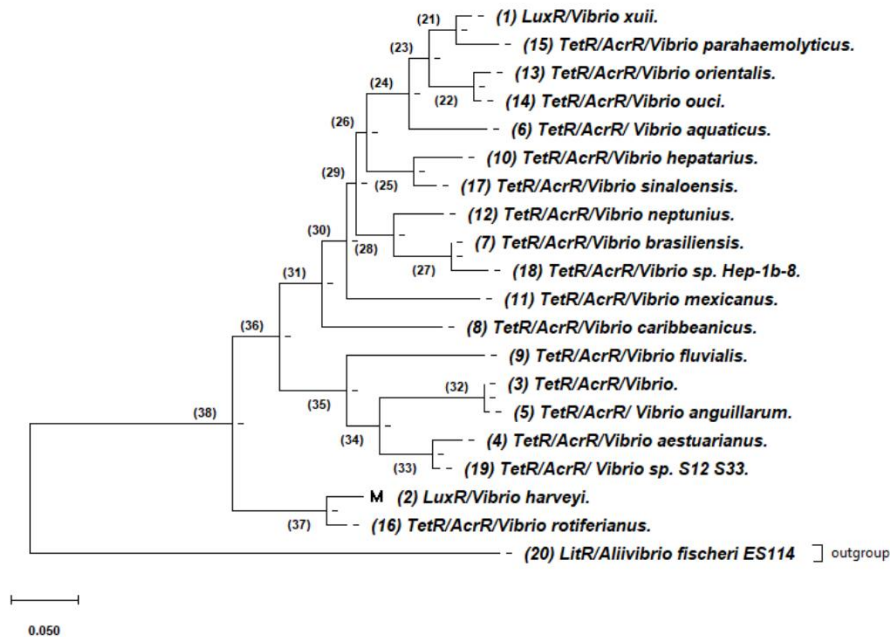 (21)
(1) LuxR/Vibrio xuii.
(23)
(15) TetR/AcrR/Vibrio parahaemolyticus.
(13) TetR/AcrR/Vibrio orientalis.
(24)
(22)
(14) TetR/AcrR/Vibrio ouci.
(26)
(6) TetR/AcrR/ Vibrio aquaticus.
(10) TetR/AcrR/Vibrio hepatarius.
(29)
(25)
(17) TetR/AcrR/Vibrio sinaloensis.
(12) TetR/AcrR/Vibrio neptunius.
(30)
(28)
(7) TetR/AcrR/Vibrio brasiliensis.
(27)
(18) TetR/AcrR/Vibrio sp. Hep-1b-8.
(31)
(11) TetR/AcrR/Vibrio mexicanus.
(36)
(8) TetR/AcrR/Vibrio caribbeanicus.
(9) TetR/AcrR/Vibrio fluvialis.
(32)
(3) TetR/AcrR/Vibrio.
(35)
(5) TetR/AcrR/ Vibrio anguillarum.
(38)
(34)
(4) TetR/AcrR/Vibrio aestuarianus.
(33)
(19) TetR/AcrR/ Vibrio sp. S12 S33.
M (2) LuxR/Vibrio harveyi.
(37)
(16) TetR/AcrR/Vibrio rotiferianus.
(20) LitR/Aliivibrio fischeri ES114 outgroup
0.050